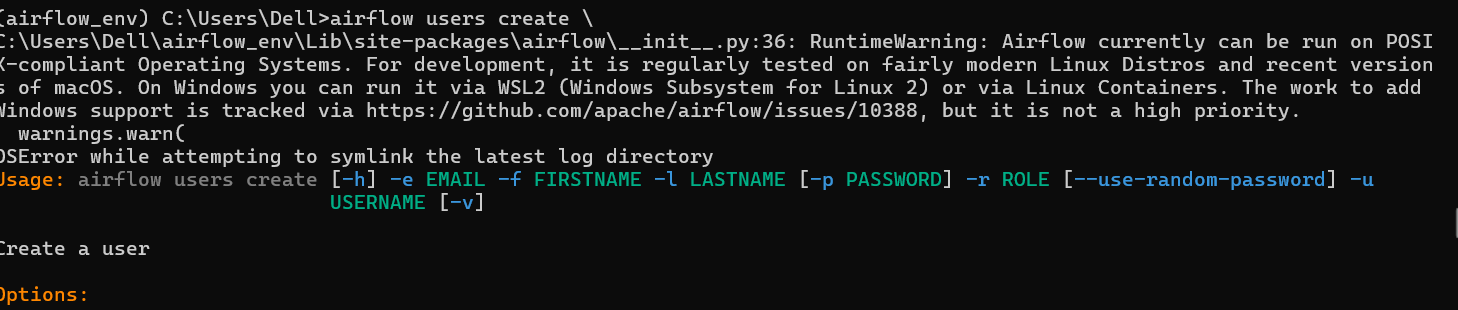 (airflow_env) C:\Users\Dell>airflow users create \
C:\Users\Dell\airflow_env\Lib\site-packages\airflow\__init__.py:36: RuntimeWarning: Airflow currently can be run on POSI
X-compliant Operating Systems. For development, it is regularly tested on fairly modern Linux Distros and recent version
s of macOS. On Windows you can run it via WSL2 (Windows Subsystem for Linux 2) or via Linux Containers. The work to add
Windows support is tracked via https://github.com/apache/airflow/issues/10388, but it is not a high priority.
warnings.warn(
OSError while attempting to symlink the latest log directory
Usage: airflow users create [-h] -e EMAIL -f FIRSTNAME -l LASTNAME [-p PASSWORD] -r ROLE [--use-random-password] -u
USERNAME [-v]
Create a user
Options: